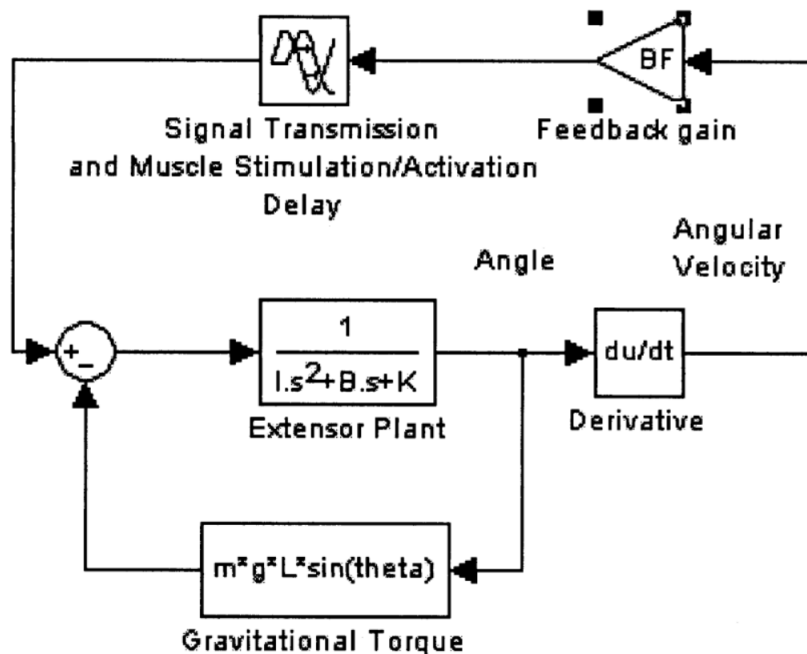 BF
Signal Transmission
and Muscle Stimulation/Activation
Delay
Feedback gain
Angle
Angular
Velocity
+
-
1
I.s²+B.s+K
Extensor Plant
du/dt
Derivative
m*g*L*sin(theta)
Gravitational Torque